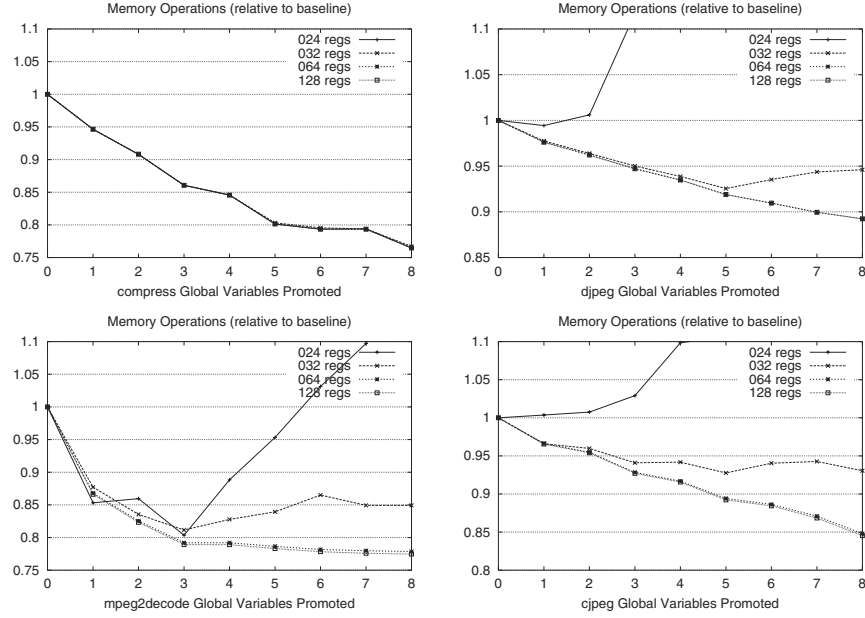 Memory Operations (relative to baseline)
1.1
1.05
1
0.95
0.9
0.85
0.8
0.75
024 regs
032 regs
064 regs
128 regs
0 1 2 3 4 5 6 7 8
compress Global Variables Promoted
Memory Operations (relative to baseline)
1.1
1.05
1
0.95
0.9
0.85
024 regs
032 regs
064 regs
128 regs
0 1 2 3 4 5 6 7 8
djpeg Global Variables Promoted
Memory Operations (relative to baseline)
1.1
1.05
1
0.95
0.9
0.85
0.8
0.75
024 regs
032 regs
064 regs
128 regs
0 1 2 3 4 5 6 7 8
mpeg2decode Global Variables Promoted
Memory Operations (relative to baseline)
1.1
1.05
1
0.95
0.9
0.85
0.8
024 regs
032 regs
064 regs
128 regs
0 1 2 3 4 5 6 7 8
cjpeg Global Variables Promoted